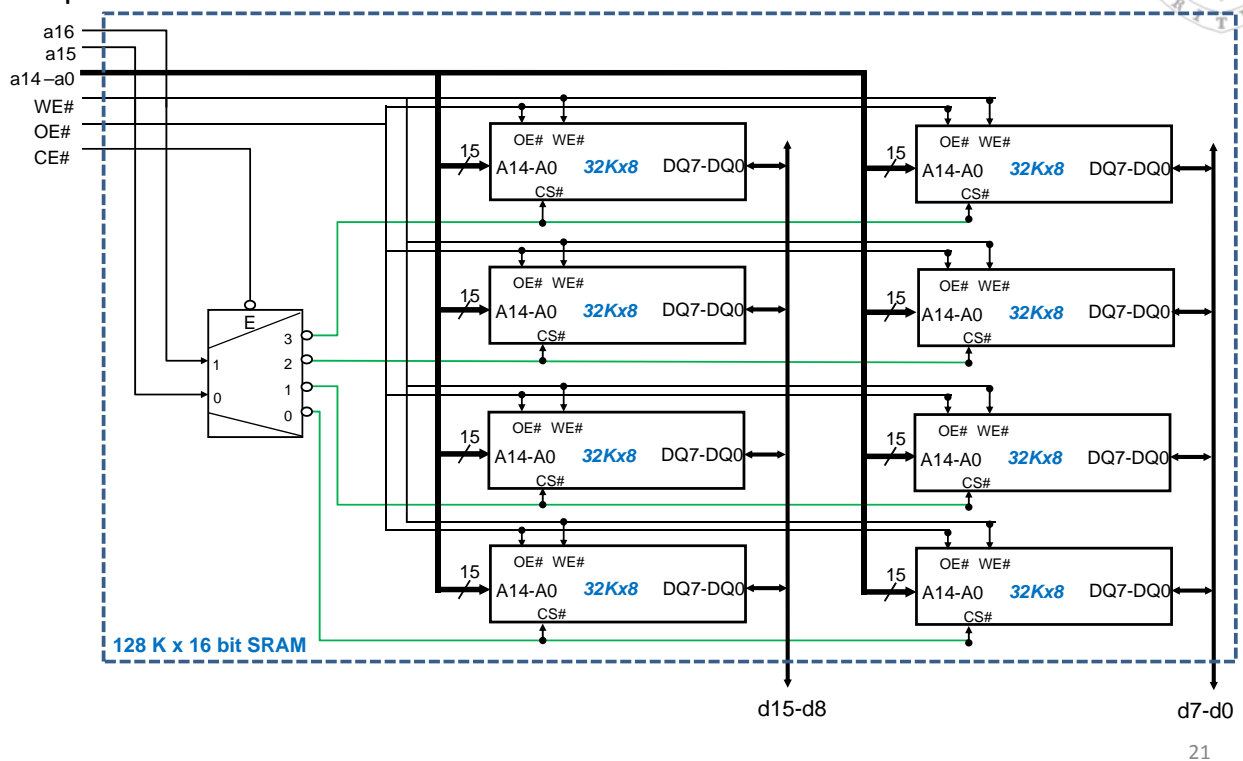 a16
a15
a14 –a0
WE#
OE#
CE#
E
3
2
1
0
1
0
OE# WE#
15
A14-A0 32Kx8 DQ7-DQ0
CS#
OE# WE#
15
A14-A0 32Kx8 DQ7-DQ0
CS#
OE# WE#
15
A14-A0 32Kx8 DQ7-DQ0
CS#
OE# WE#
15
A14-A0 32Kx8 DQ7-DQ0
CS#
OE# WE#
15
A14-A0 32Kx8 DQ7-DQ0
CS#
OE# WE#
15
A14-A0 32Kx8 DQ7-DQ0
CS#
OE# WE#
15
A14-A0 32Kx8 DQ7-DQ0
CS#
OE# WE#
15
A14-A0 32Kx8 DQ7-DQ0
CS#
128 K x 16 bit SRAM
d15-d8
d7-d0
21